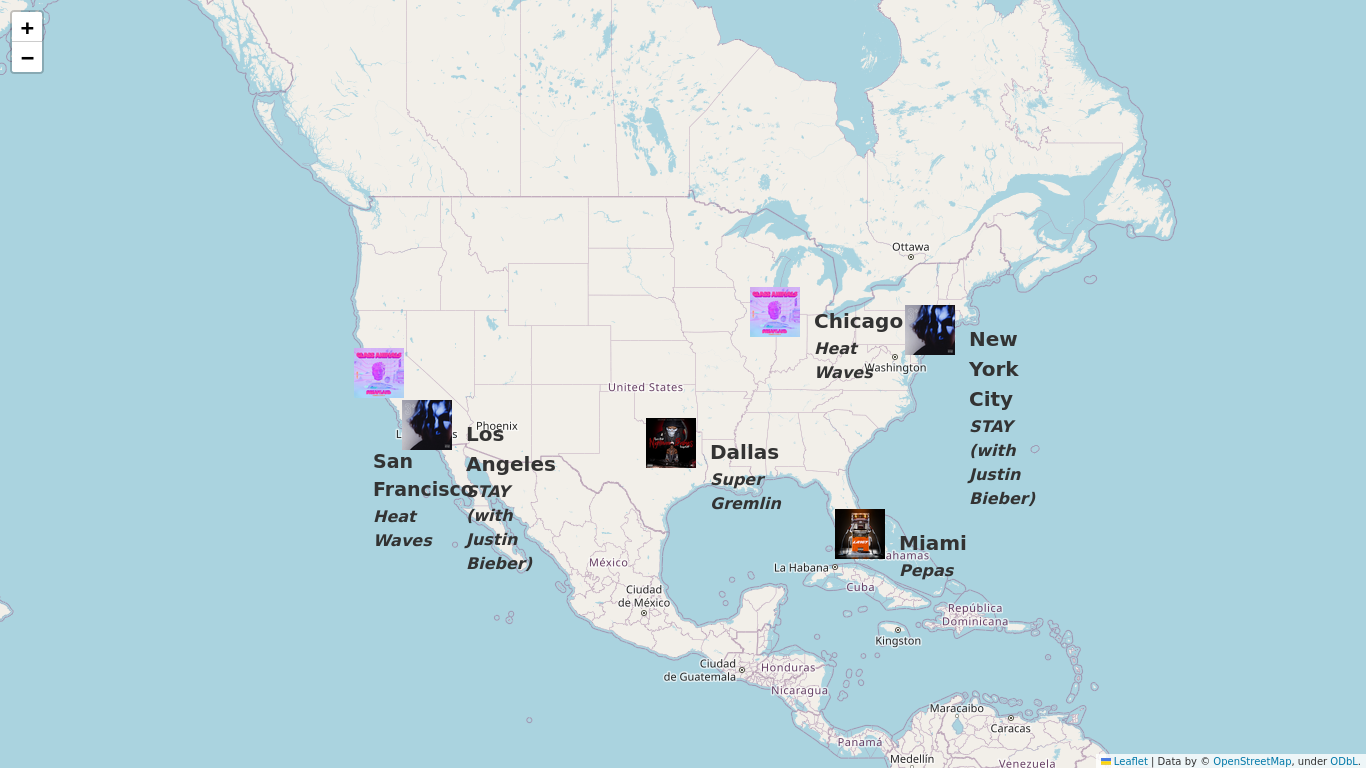 +
−
Ottawa
Chicago
Heat
Waves
Washington
New
York
City
STAY
(with
Justin
Bieber)
United States
Phoenix
Los
Angeles
STAY
(with
Justin
Bieber)
San
Francisco
Heat
Waves
Dallas
Super
Gremlin
Miami
Pepas
ahamas
La Habana
Cuba
México
Ciudad
de México
República
Dominicana
Kingston
Ciudad
de Guatemala
Honduras
Nicaragua
Maracaibo
Caracas
Panamá
Medellín
Venezuela
Leaflet | Data by © OpenStreetMap, under ODbL.